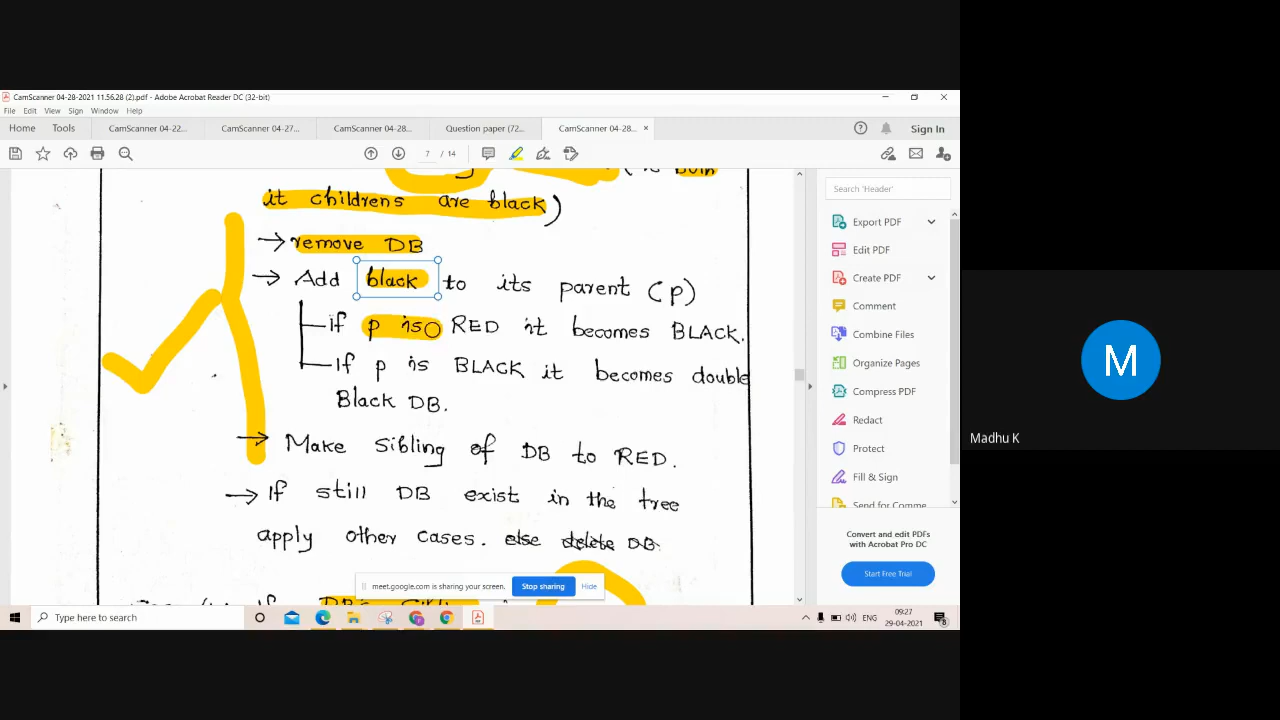 CamScanner 04-28-2021 11.56.28 (2).pdf - Adobe Acrobat Reader DC (32-bit)
File Edit View Sign Window Help
Home Tools CamScanner 04-22... CamScanner 04-27... CamScanner 04-28... Question paper (72... CamScanner 04-28... × Sign In
7 / 14
it childrens are black)
→ remove DB
→ Add black to its parent (p)
If p is RED it becomes BLACK.
If p is BLACK it becomes double
Black DB.
→ Make sibling of DB to RED.
→ If still DB exist in the tree
apply other cases. else delete DB.
If DB's sibling
Search 'Header'
Export PDF
Edit PDF
Create PDF
Comment
Combine Files
Organize Pages
Compress PDF
Redact
Protect
Fill & Sign
Send for Comme
Convert and edit PDFs
with Acrobat Pro DC
Start Free Trial
meet.google.com is sharing your screen. Stop sharing Hide
Type here to search
ENG
09:27
29-04-2021
8
M
Madhu K